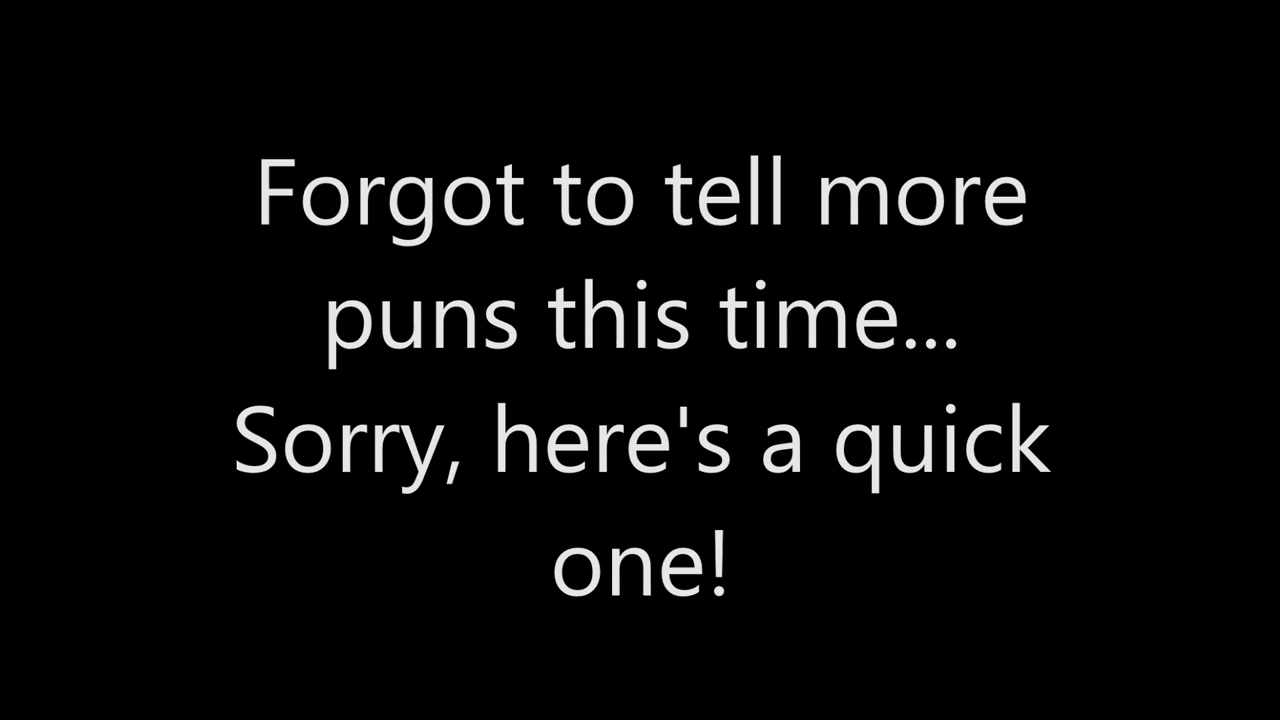 Forgot to tell more
puns this time...
Sorry, here's a quick
one!